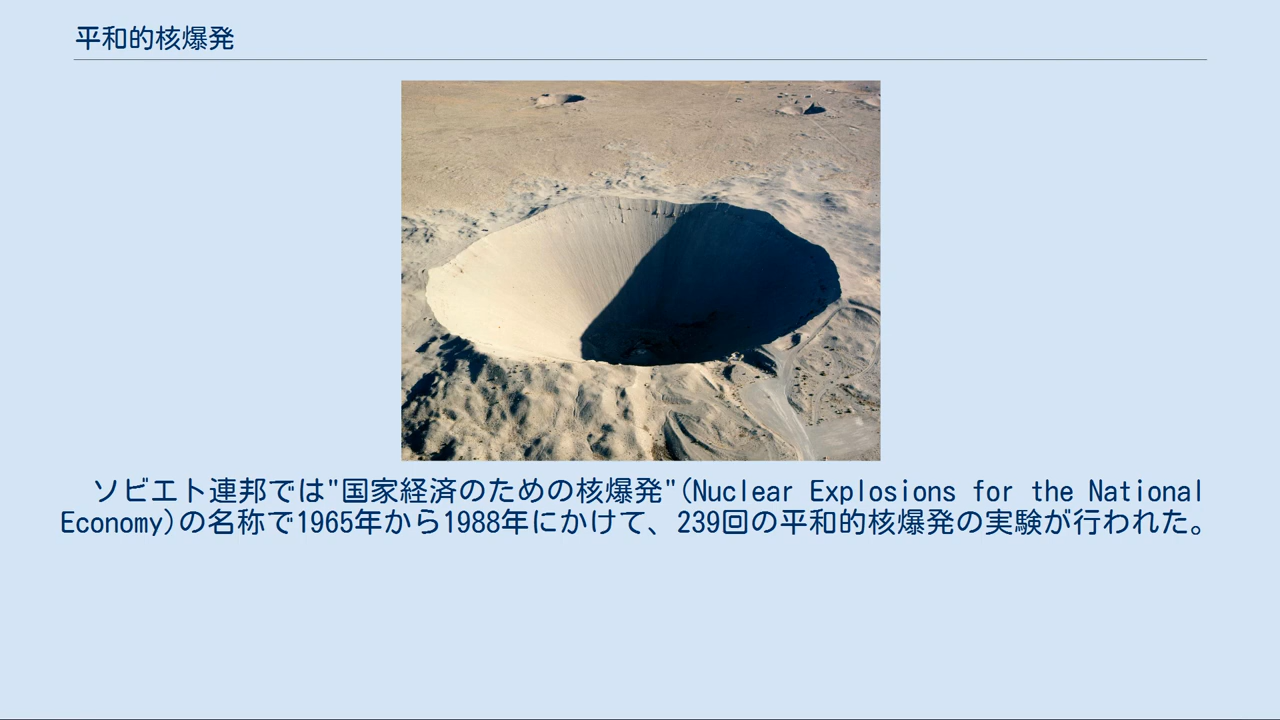 平和的核爆発
ソビエト連邦では"国家経済のための核爆発"(Nuclear Explosions for the National
Economy)の名称で1965年から1988年にかけて、239回の平和的核爆発の実験が行われた。